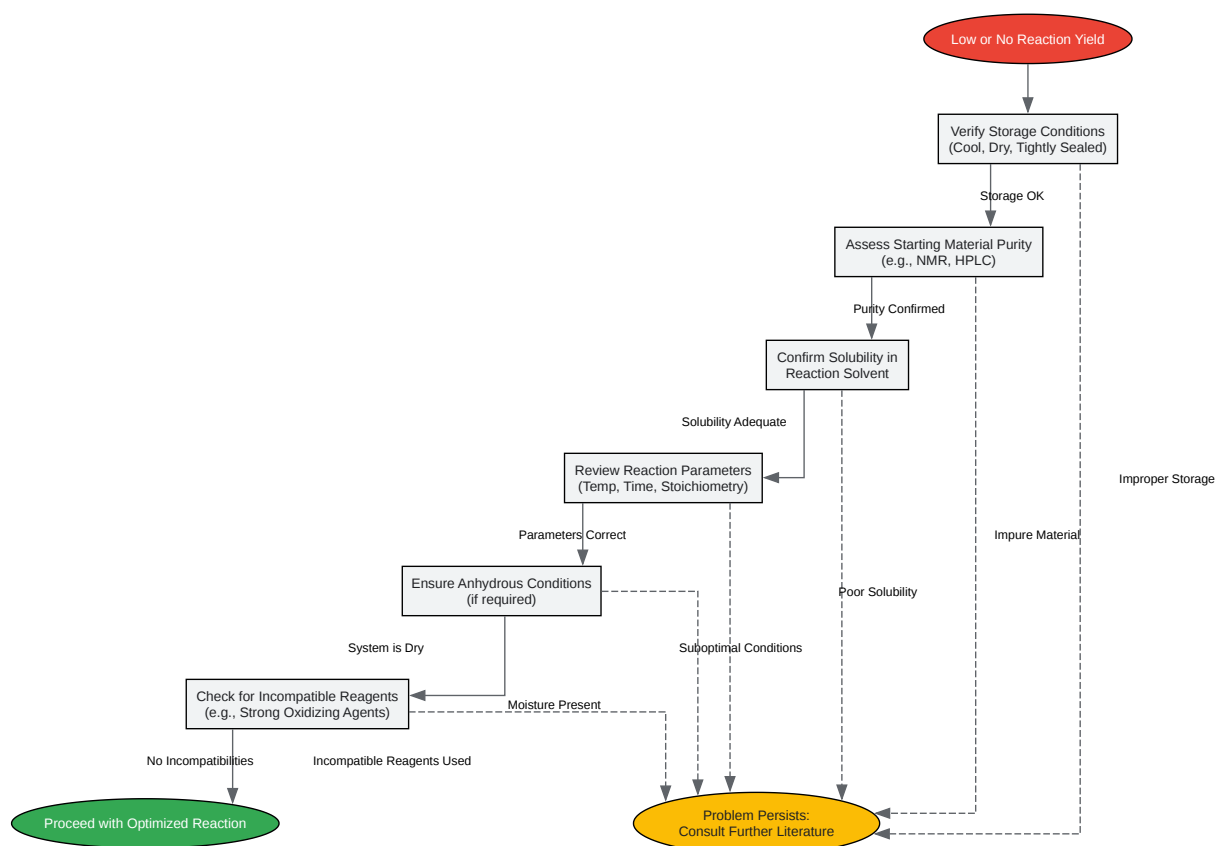 Low or No Reaction Yield
Verify Storage Conditions
(Cool, Dry, Tightly Sealed)
Storage OK
Assess Starting Material Purity
(e.g., NMR, HPLC)
Purity Confirmed
Confirm Solubility in
Reaction Solvent
Solubility Adequate
Review Reaction Parameters
(Temp, Time, Stoichiometry)
Improper Storage
Parameters Correct
Impure Material
Ensure Anhydrous Conditions
(if required)
Poor Solubility
System is Dry
Suboptimal Conditions
Check for Incompatible Reagents
(e.g., Strong Oxidizing Agents)
Moisture Present
No Incompatibilities
Incompatible Reagents Used
Proceed with Optimized Reaction
Problem Persists:
Consult Further Literature